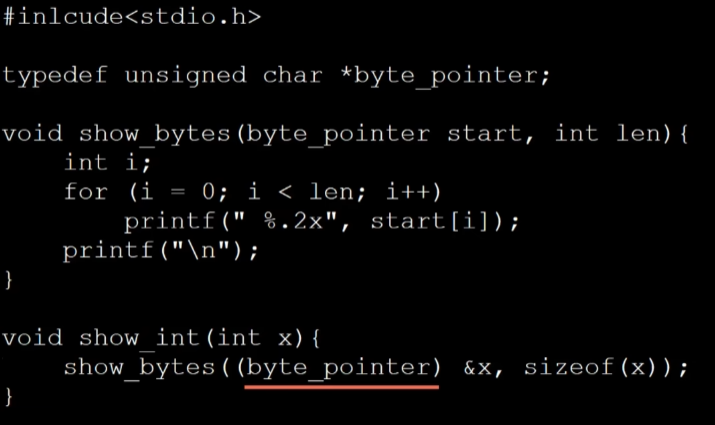 #inlcude<stdio.h>
typedef unsigned char *byte_pointer;
void show_bytes(byte_pointer start, int len){
    int i;
    for (i = 0; i < len; i++)
        printf(" %.2x", start[i]);
    printf("\n");
}
void show_int(int x){
    show_bytes((byte_pointer) &x, sizeof(x));
}